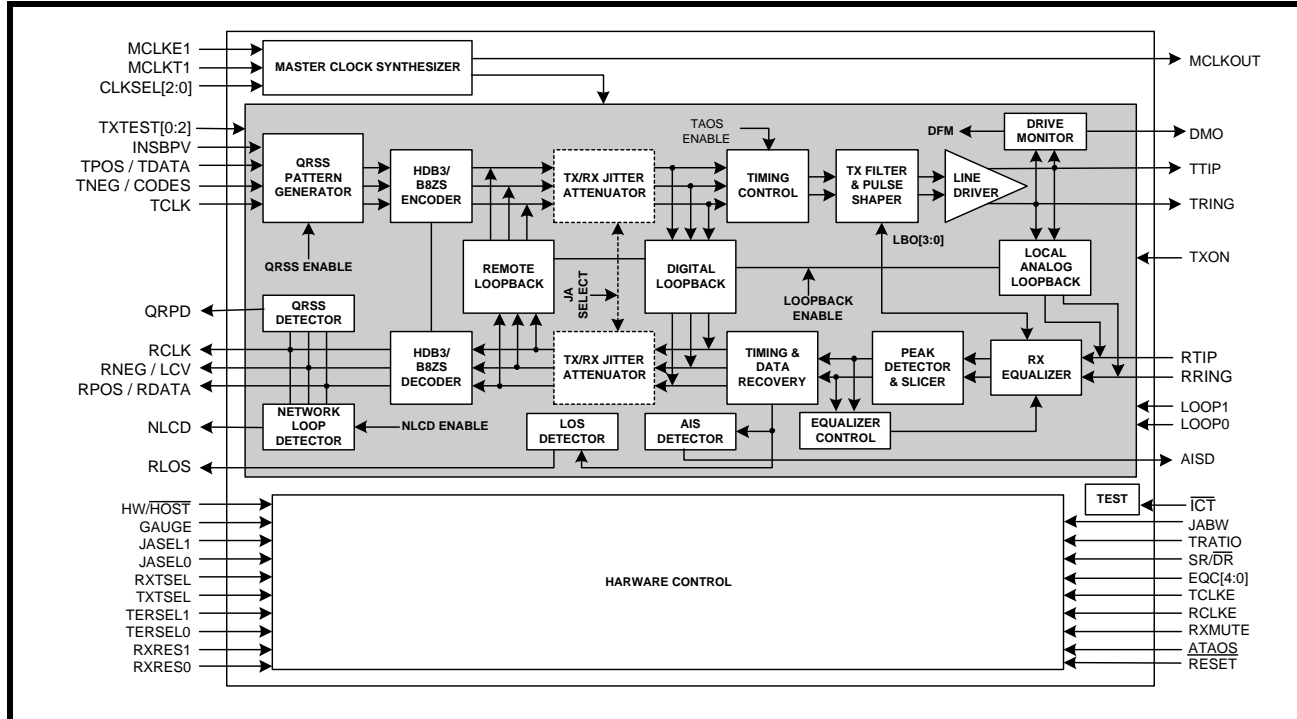 MCLKE1
MCLKT1
CLKSEL[2:0]
MASTER CLOCK SYNTHESIZER
MCLKOUT
TXTEST[0:2]
INSBPV
TPOS / TDATA
TNEG / CODES
TCLK
QRSS
PATTERN
GENERATOR
HDB3/
B8ZS
ENCODER
TX/RX JITTER
ATTENUATOR
TAOS
ENABLE
TIMING
CONTROL
TX FILTER
& PULSE
SHAPER
LINE
DRIVER
DFM
DRIVE
MONITOR
DMO
TTIP
TRING
QRSS ENABLE
REMOTE
LOOPBACK
JA
SELECT
DIGITAL
LOOPBACK
LBO[3:0]
LOOPBACK
ENABLE
LOCAL
ANALOG
LOOPBACK
TXON
QRPD
RCLK
RNEG / LCV
RPOS / RDATA
NLCD
RLOS
QRSS
DETECTOR
HDB3/
B8ZS
DECODER
TX/RX JITTER
ATTENUATOR
TIMING &
DATA
RECOVERY
PEAK
DETECTOR
& SLICER
RX
EQUALIZER
RTIP
RRING
NETWORK
LOOP
DETECTOR
NLCD ENABLE
LOS
DETECTOR
AIS
DETECTOR
EQUALIZER
CONTROL
LOOP1
LOOP0
AISD
HW/HOST
GAUGE
JASEL1
JASEL0
RXTSEL
TXTSEL
TERSEL1
TERSEL0
RXRES1
RXRES0
HARWARE CONTROL
TEST
ICT
JABW
TRATIO
SR/DR
EQC[4:0]
TCLKE
RCLKE
RXMUTE
ATAOS
RESET